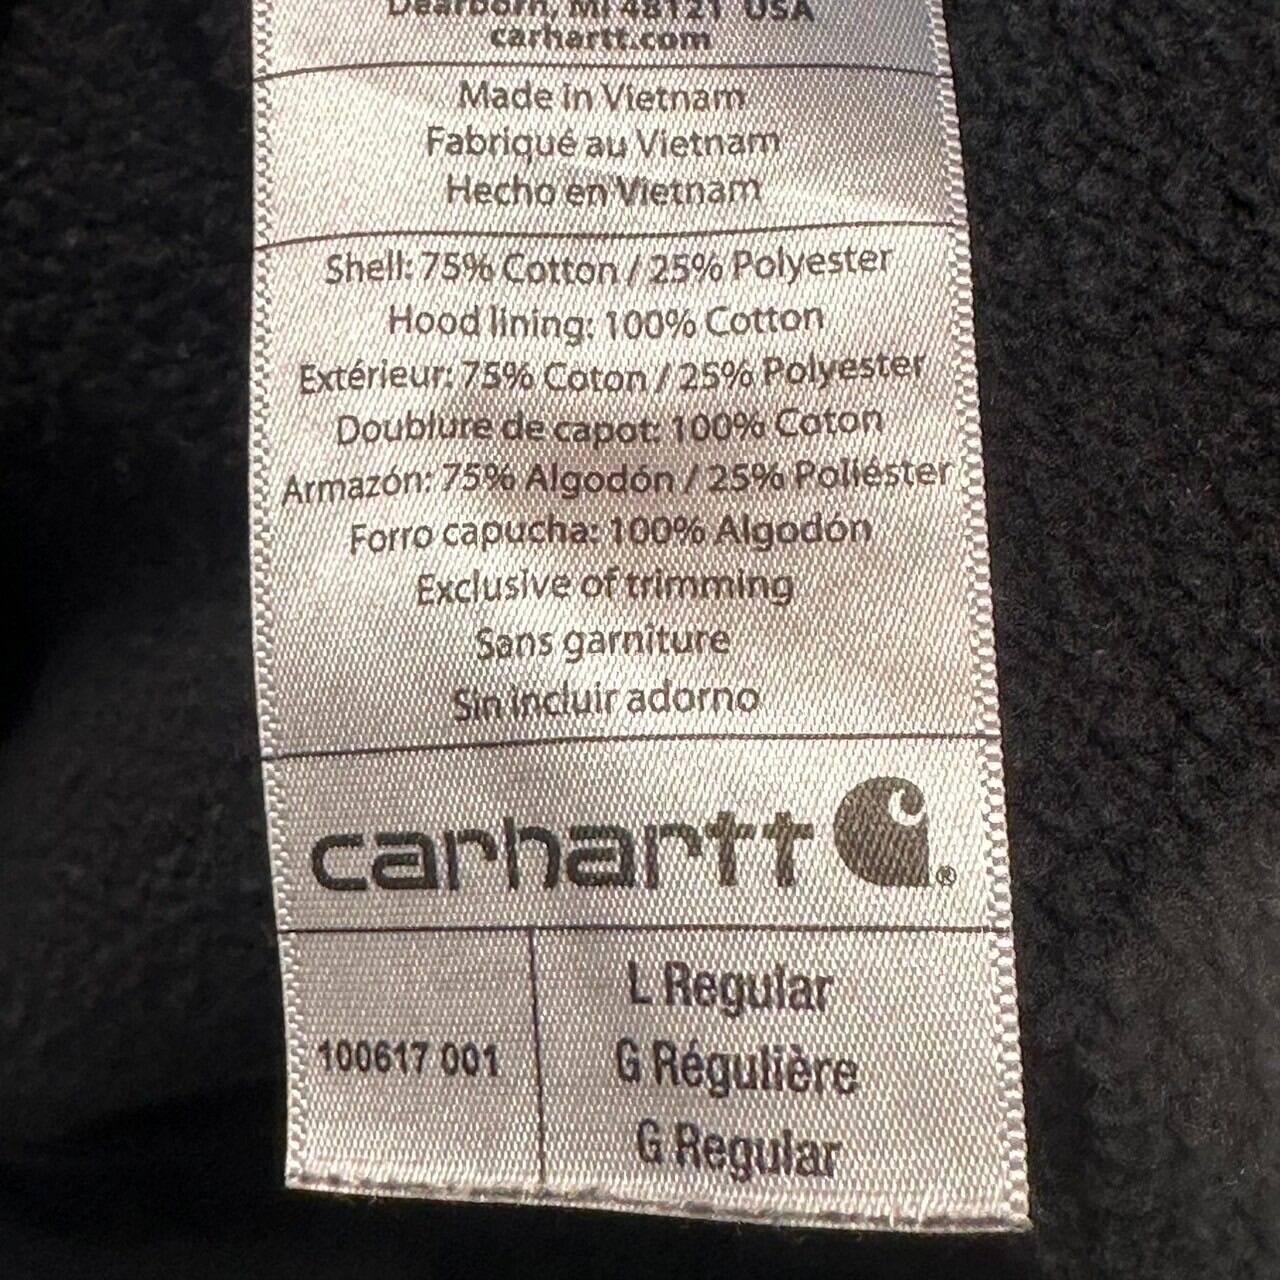 Dearborn, MI 48121 USA
carhartt.com
Made in Vietnam
Fabriqué au Vietnam
Hecho en Vietnam
Shell: 75% Cotton / 25% Polyester
Hood lining: 100% Cotton
Extérieur: 75% Coton / 25% Polyester
Doublure de capot: 100% Coton
Armazón: 75% Algodón / 25% Poliéster
Forro capucha: 100% Algodón
Exclusive of trimming
Sans garniture
Sin incluir adorno
carhartt ®
100617 001
L Regular
G Régulière
G Regular